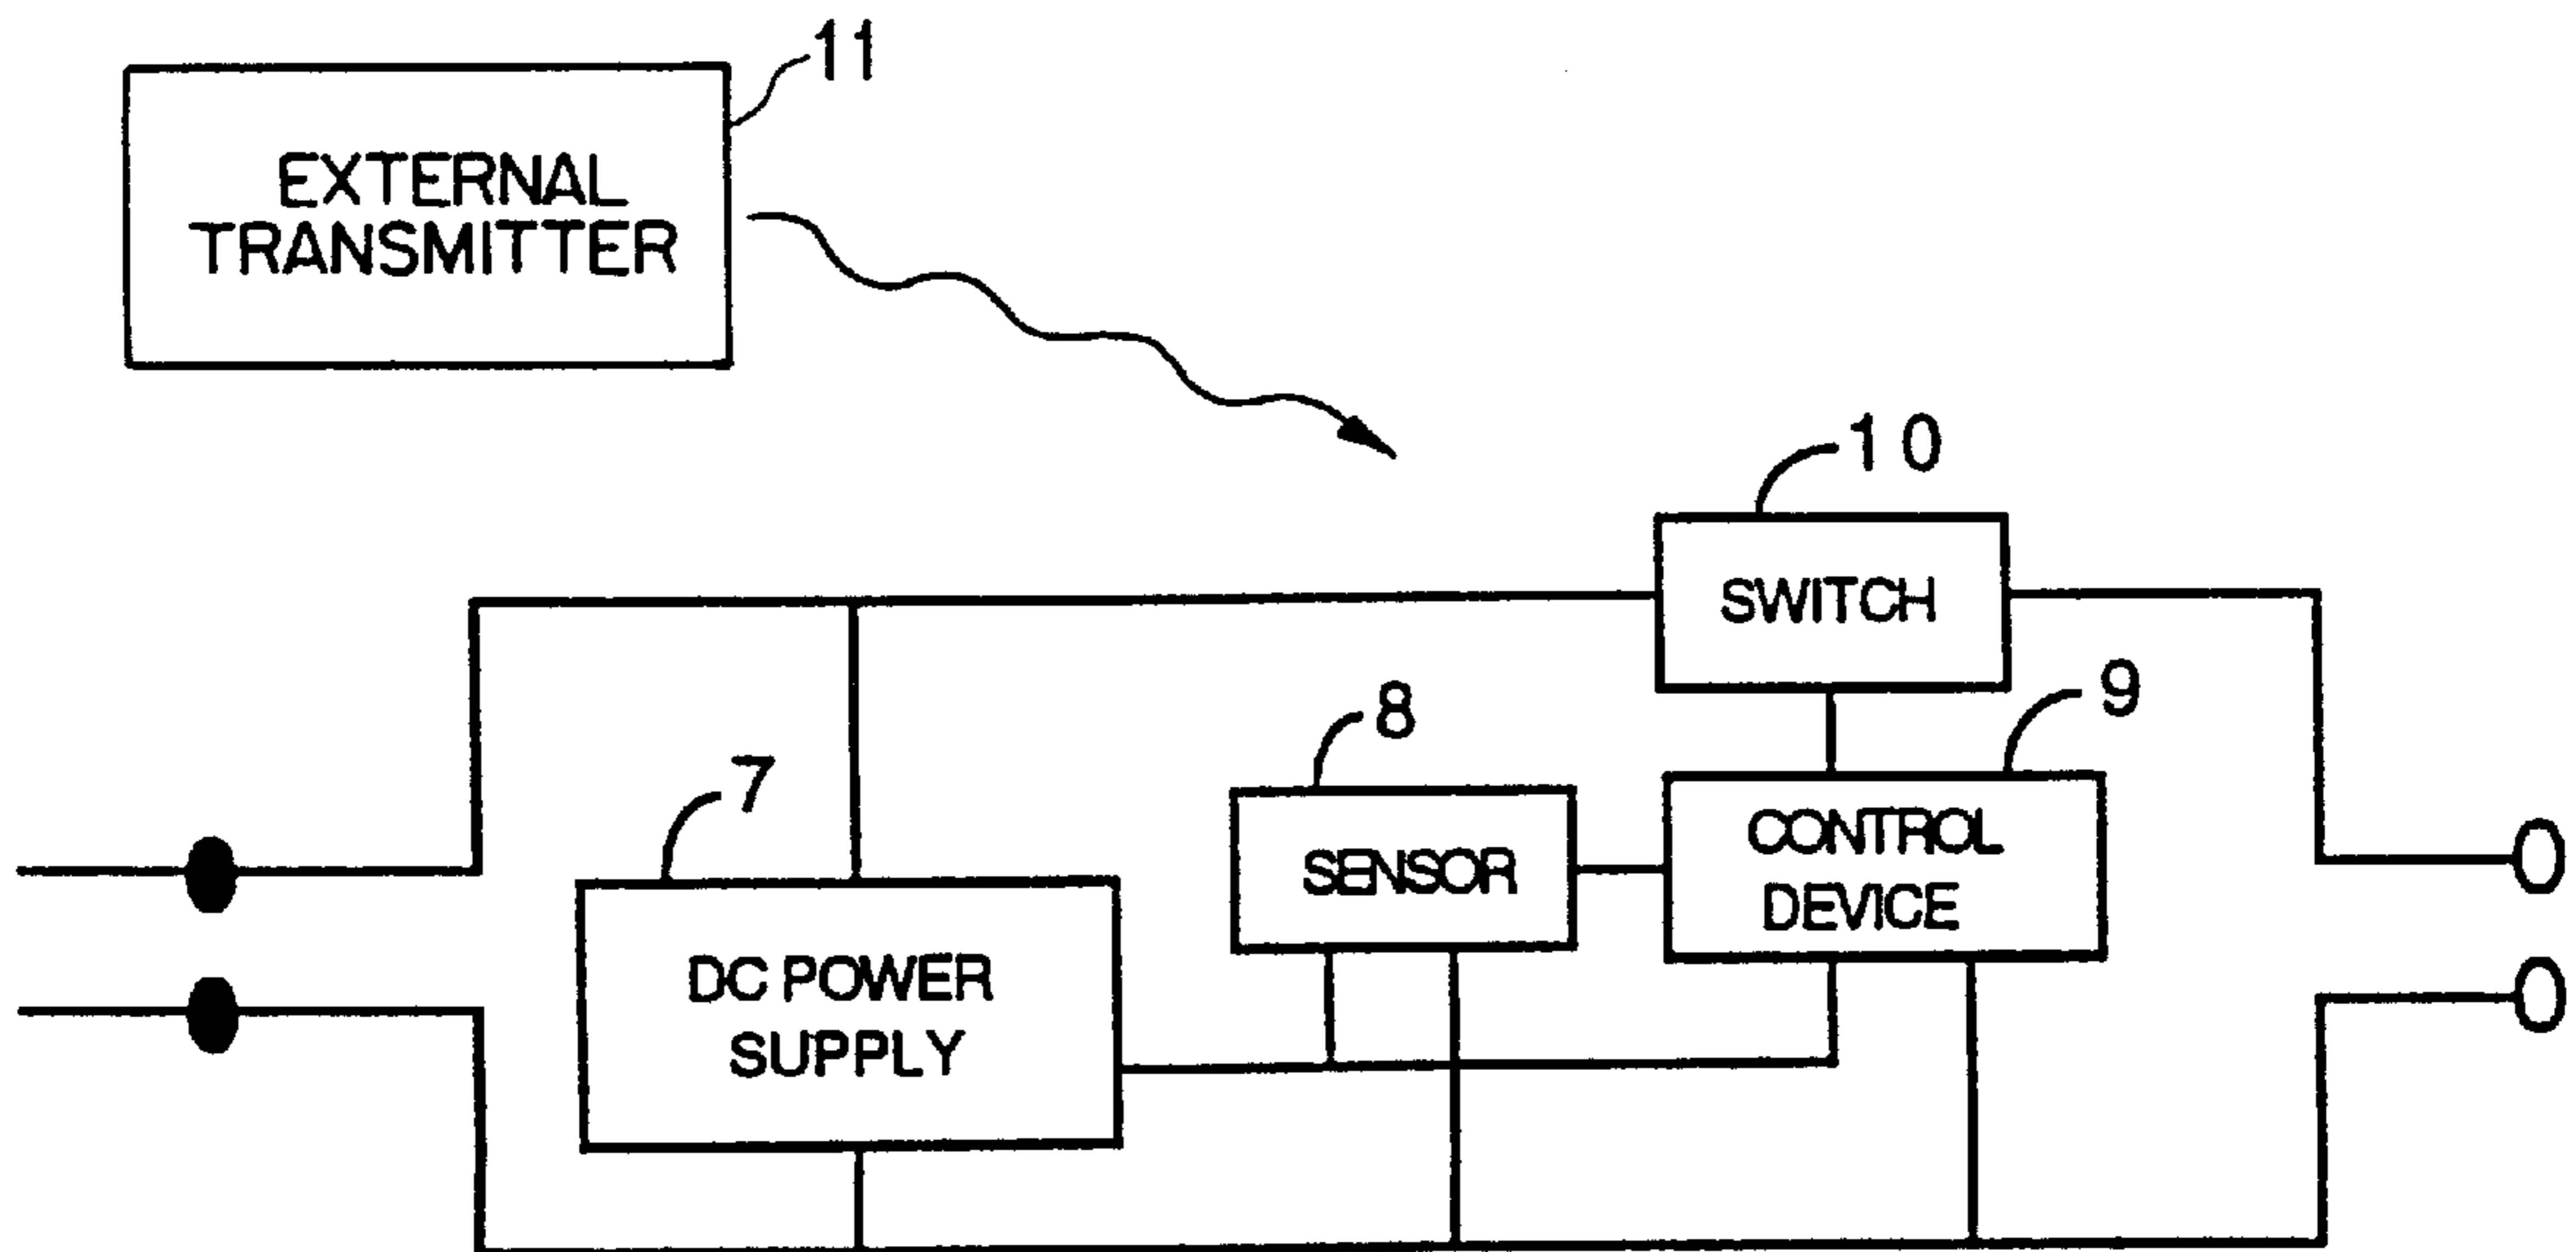 11
EXTERNAL
TRANSMITTER
10
SWITCH
8
9
7
SENSOR
CONTROL
DEVICE
DC POWER
SUPPLY